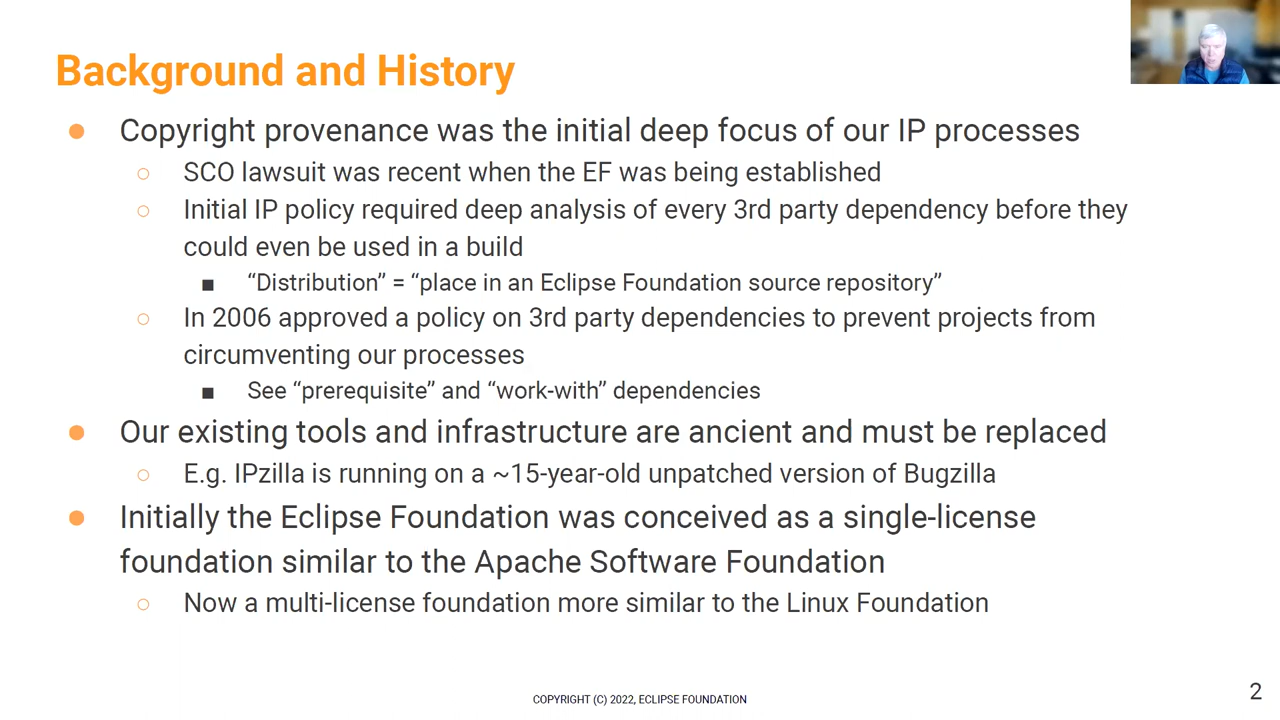 Background and History
● Copyright provenance was the initial deep focus of our IP processes
○ SCO lawsuit was recent when the EF was being established
○ Initial IP policy required deep analysis of every 3rd party dependency before they
could even be used in a build
■ “Distribution” = “place in an Eclipse Foundation source repository”
○ In 2006 approved a policy on 3rd party dependencies to prevent projects from
circumventing our processes
■ See “prerequisite” and “work-with” dependencies
● Our existing tools and infrastructure are ancient and must be replaced
○ E.g. IPzilla is running on a ~15-year-old unpatched version of Bugzilla
● Initially the Eclipse Foundation was conceived as a single-license
foundation similar to the Apache Software Foundation
○ Now a multi-license foundation more similar to the Linux Foundation
COPYRIGHT (C) 2022, ECLIPSE FOUNDATION
2